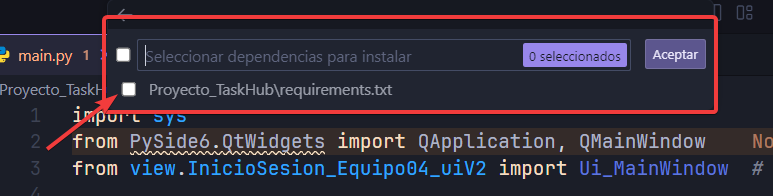 main.py 1
Seleccionar dependencias para instalar
0 seleccionados
Aceptar
Proyecto_TaskHub\requirements.txt
Proyecto_TaskH
1 import sys
2 from PySide6.QtWidgets import QApplication, QMainWindow No
3 from view.InicioSesion_Equipo04_uiV2 import Ui_MainWindow #